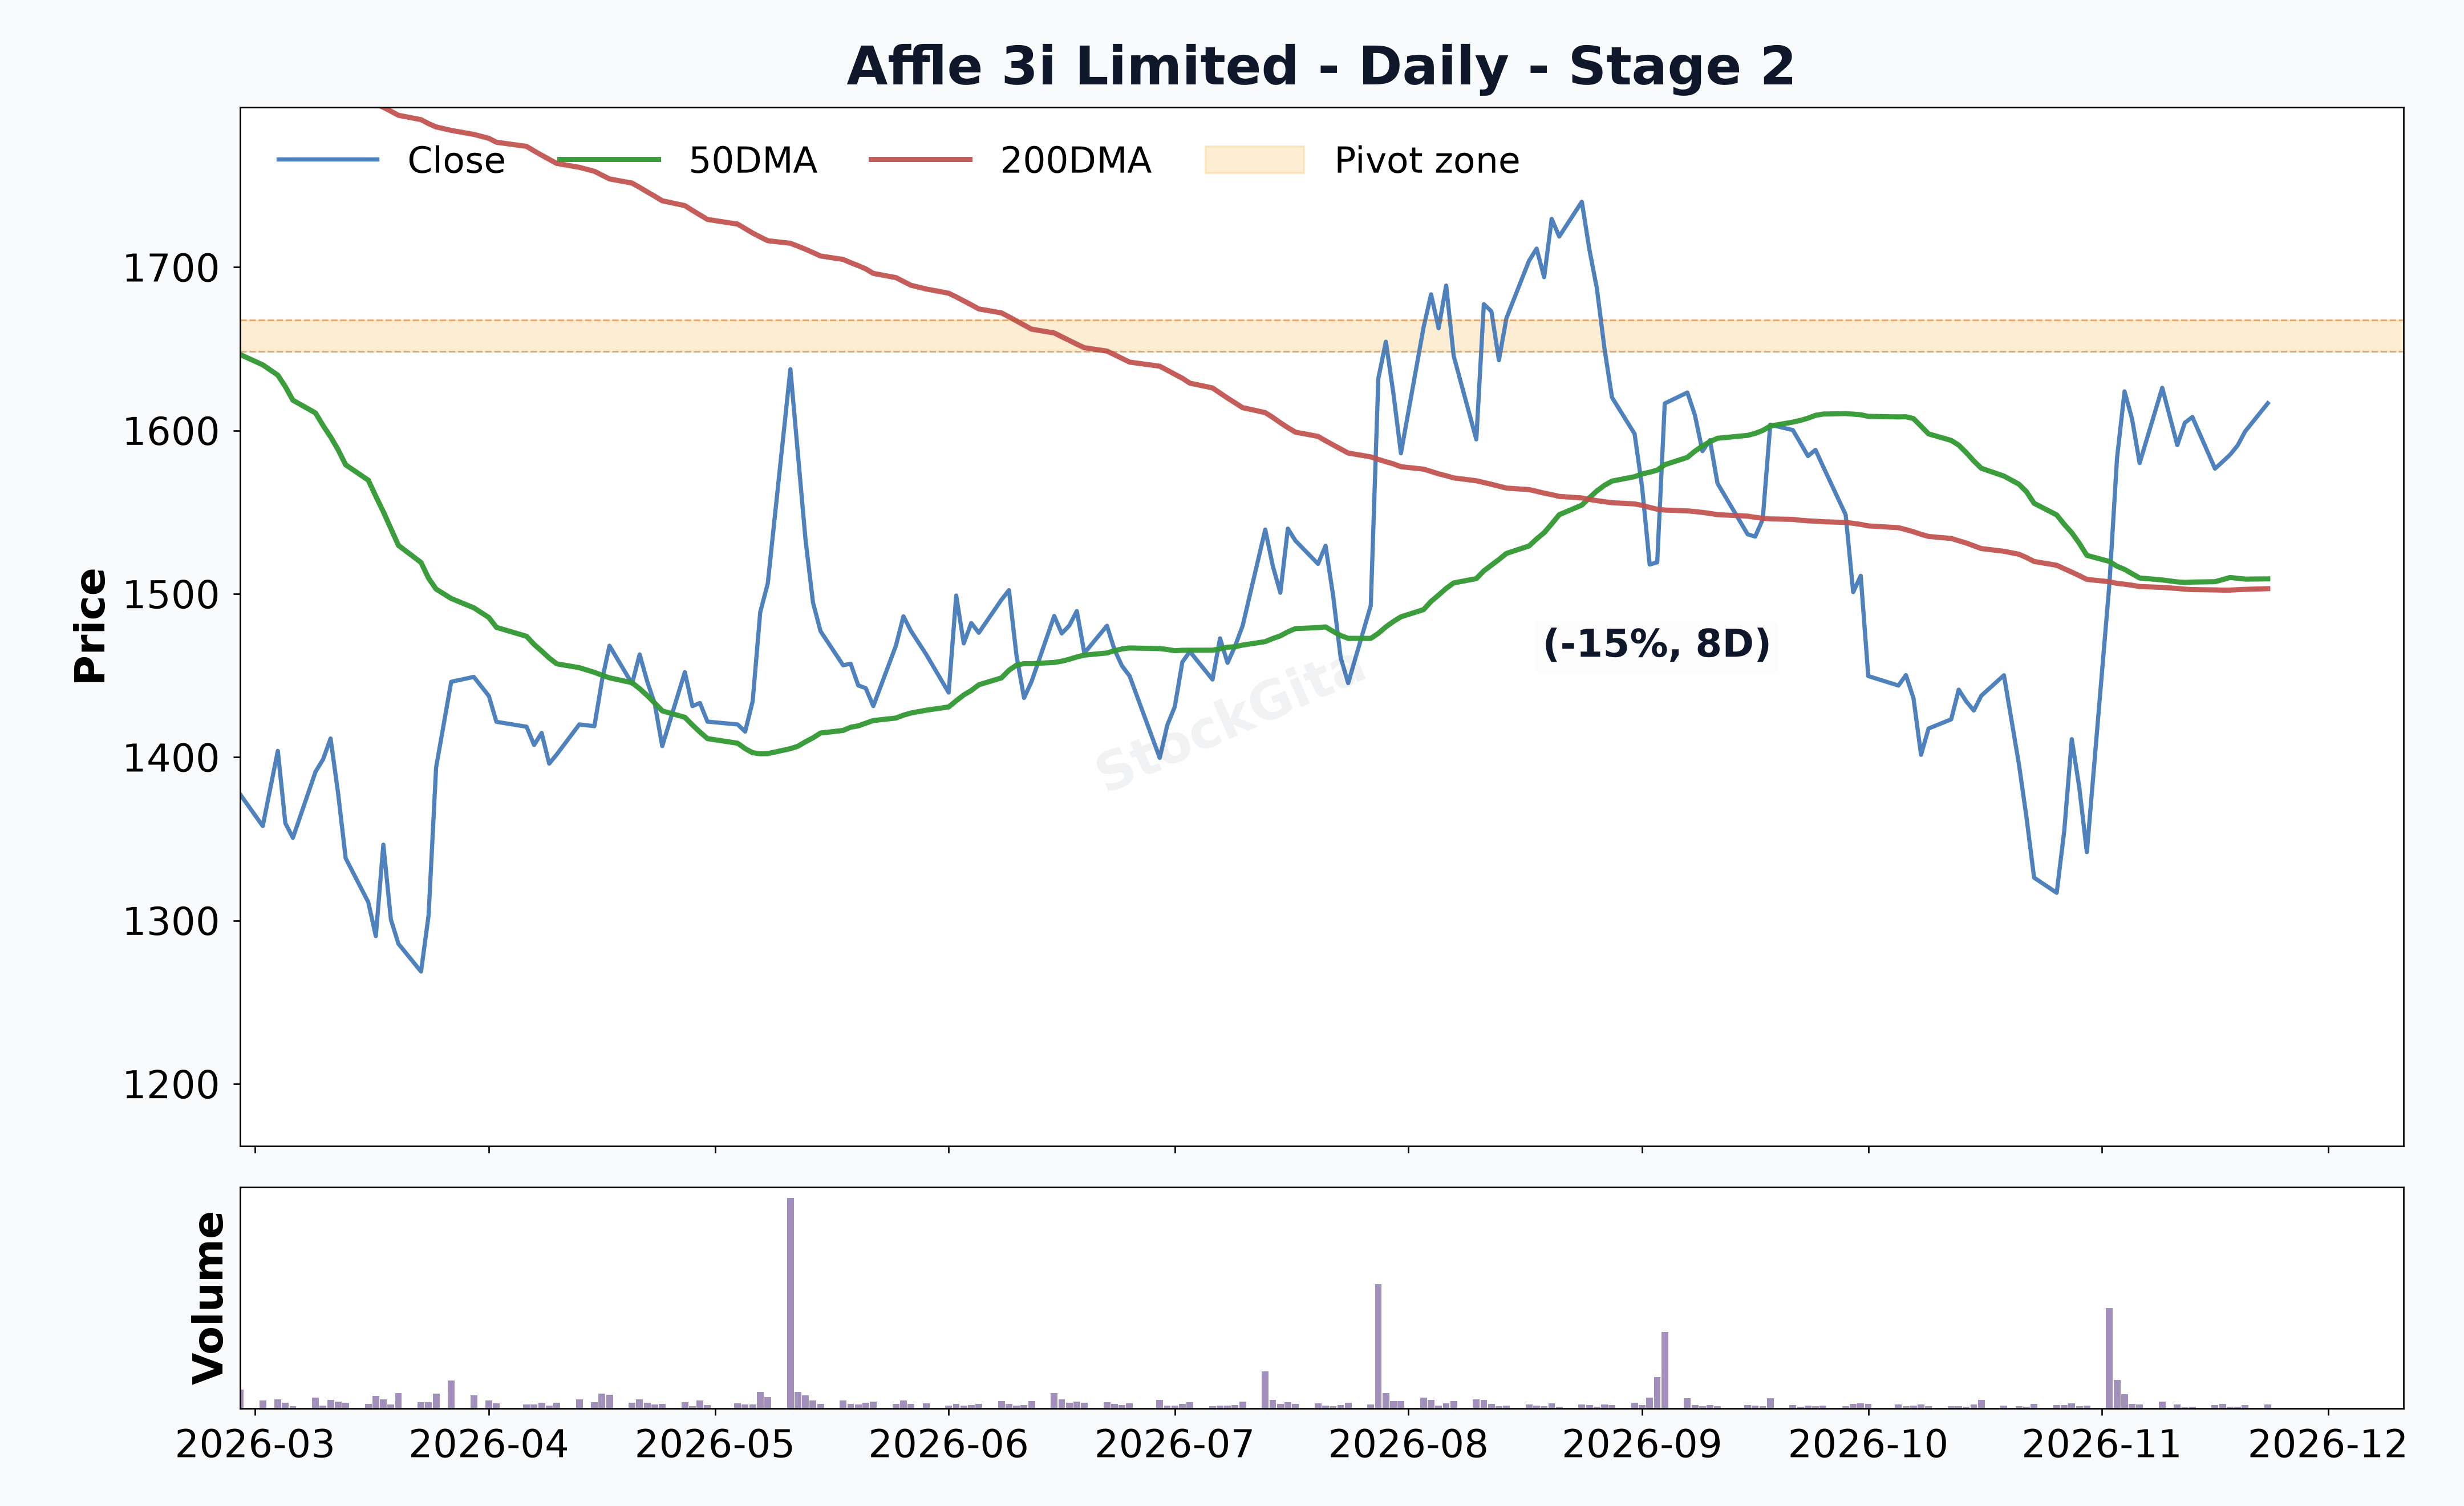 Affle 3i Limited - Daily - Stage 2
Close 50DMA 200DMA Pivot zone
Price
1700
1600
1500
1400
1300
1200
(-15%, 8D)
StockGita
Volume
2026-03 2026-04 2026-05 2026-06 2026-07 2026-08 2026-09 2026-10 2026-11 2026-12